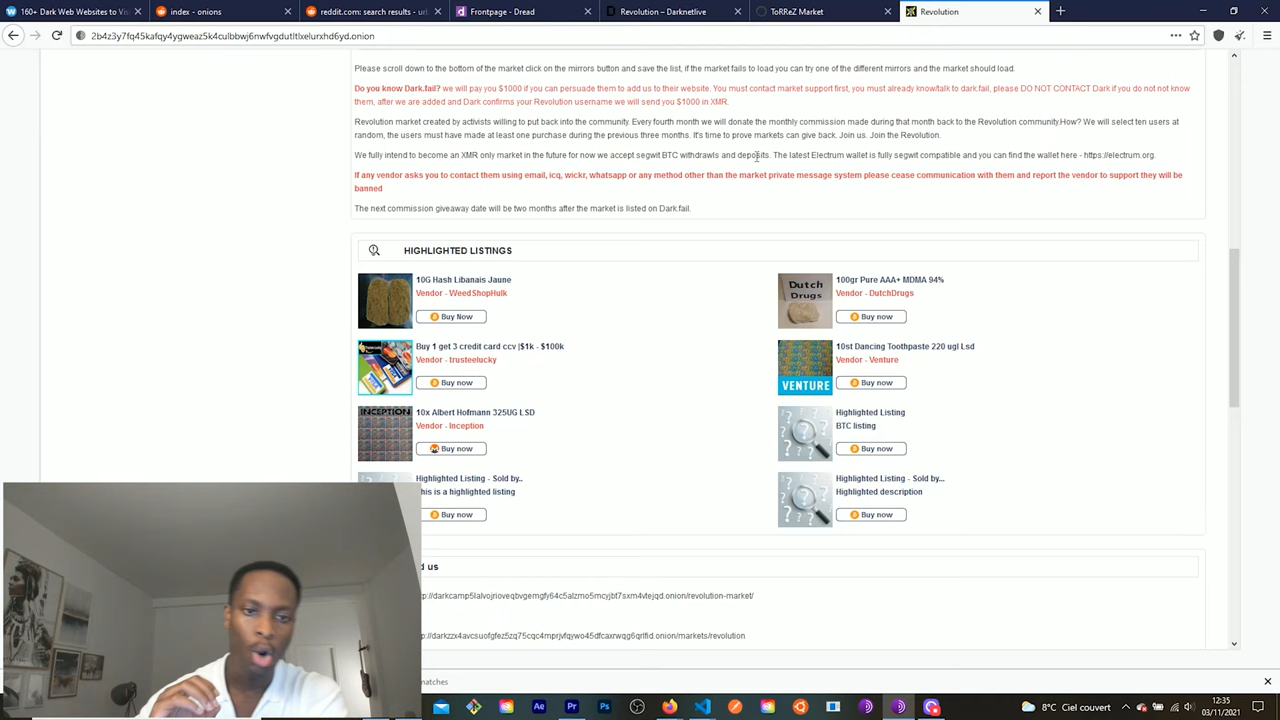 160+ Dark Web Websites to Vis
index - onions
reddit.com: search results - url
Frontpage - Dread
Revolution – Darknetlive
ToRReZ Market
Revolution
2b4z3y7fq45kafqy4ygweaz5k4culbbwj6nwfvgdutltlxelurxhd6yd.onion
Please scroll down to the bottom of the market click on the mirrors button and save the list, if the market fails to load you can try one of the different mirrors and the market should load.
Do you know Dark.fail? we will pay you $1000 if you can persuade them to add us to their website. You must contact market support first, you must already know/talk to dark.fail, please DO NOT CONTACT Dark if you do not know
them, after we are added and Dark confirms your Revolution username we will send you $1000 in XMR.
Revolution market created by activists willing to put back into the community. Every fourth month we will donate the monthly commission made during that month back to the Revolution community.How? We will select ten users at
random, the users must have made at least one purchase during the previous three months. It's time to prove markets can give back. Join us. Join the Revolution.
We fully intend to become an XMR only market in the future for now we accept segwit BTC withdrawls and deposits. The latest Electrum wallet is fully segwit compatible and you can find the wallet here - https://electrum.org.
If any vendor asks you to contact them using email, icq, wickr, whatsapp or any method other than the market private message system please cease communication with them and report the vendor to support they will be
banned
The next commission giveaway date will be two months after the market is listed on Dark.fail.
HIGHLIGHTED LISTINGS
10G Hash Libanais Jaune
Vendor - WeedShopHulk
Buy Now
Dutch
Drugs
100gr Pure AAA+ MDMA 94%
Vendor - DutchDrugs
Buy now
Buy 1 get 3 credit card ccv |$1k - $100k
Vendor - trusteelucky
Buy now
VENTURE
10st Dancing Toothpaste 220 ugl Lsd
Vendor - Venture
Buy now
INCEPTION
10x Albert Hofmann 325UG LSD
Vendor - Inception
Buy now
Highlighted Listing
BTC listing
Buy now
Highlighted Listing - Sold by..
his is a highlighted listing
Buy now
Highlighted Listing - Sold by...
Highlighted description
Buy now
d us
tp://darkcamp5lalvojrioveqbvgemgfy64c5alzmo5mcyjbt7sxm4vtejqd.onion/revolution-market/
p://darkzzx4avcsuofgfez5zq75cqc4mprjvfqywo45dfcaxrwqg6qrlfid.onion/markets/revolution
matches
8°C Ciel couvert
12:35
03/11/2021